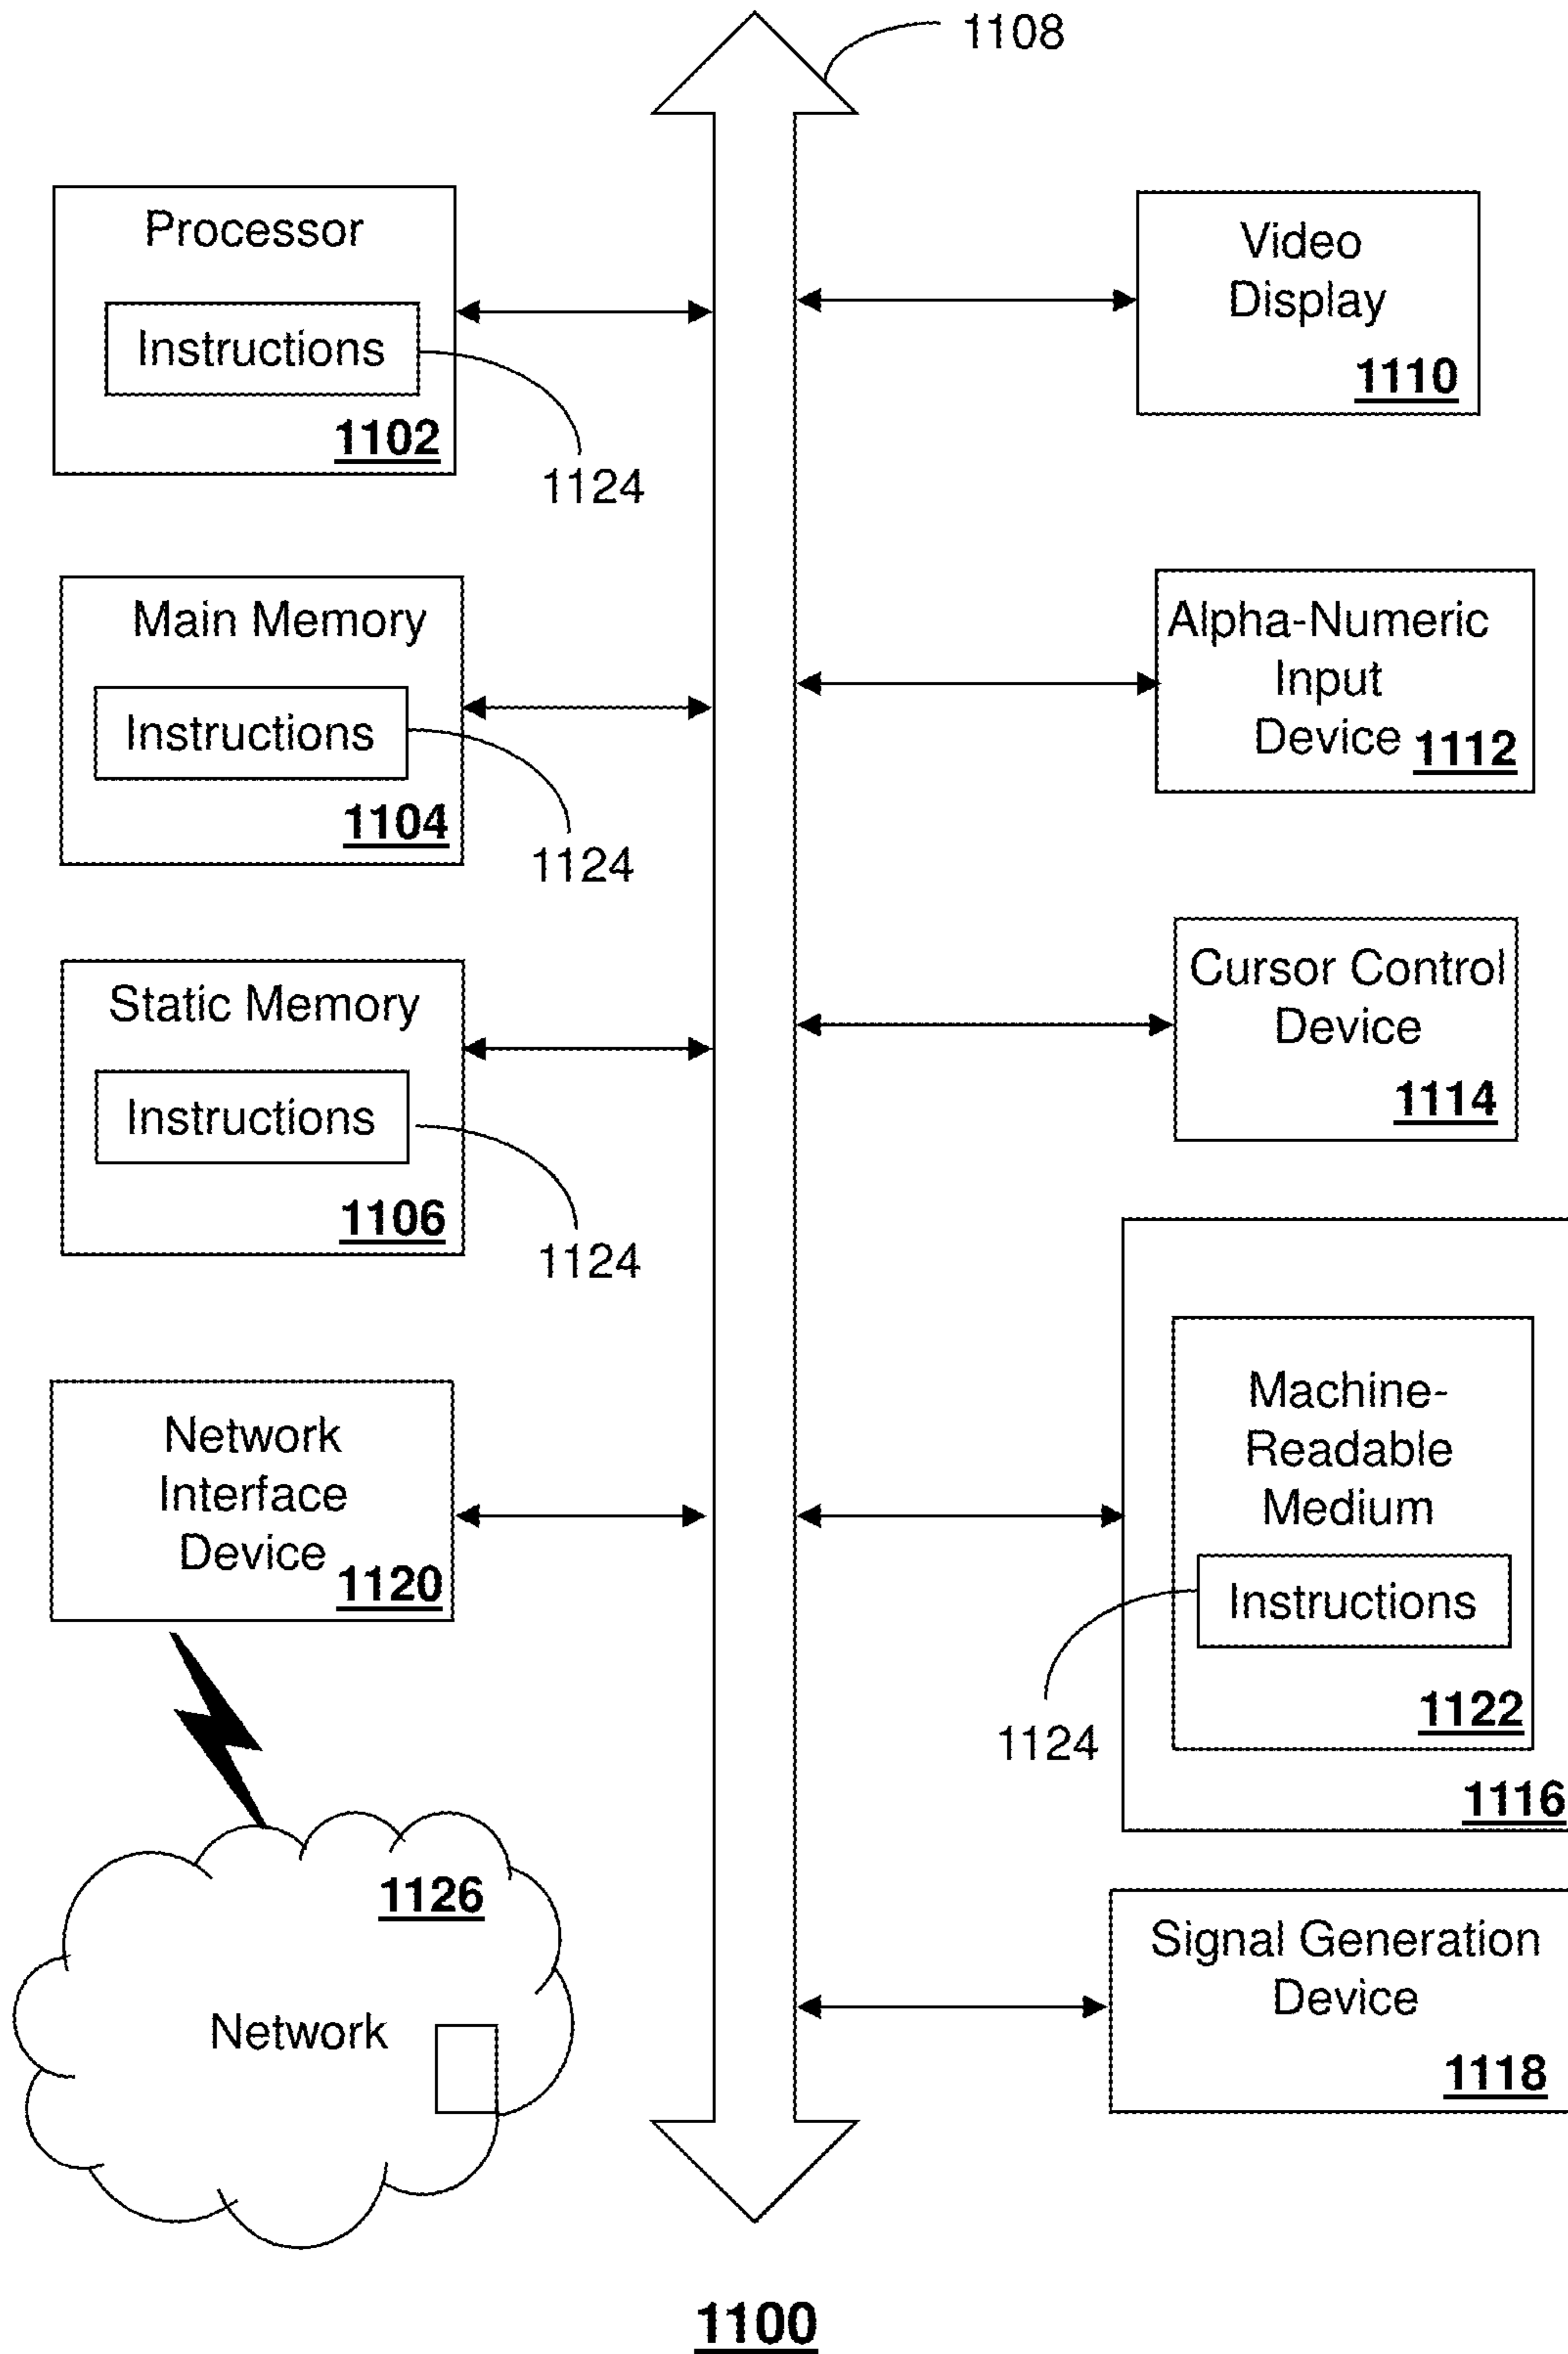 1108
Processor
Instructions
1102
1124
Main Memory
Instructions
1104
1124
Static Memory
Instructions
1106
1124
Network
Interface
Device
1120
1126
Network
Video
Display
1110
Alpha-Numeric
Input
Device
1112
Cursor Control
Device
1114
Machine-
Readable
Medium
Instructions
1122
1124
1116
Signal Generation
Device
1118
1100